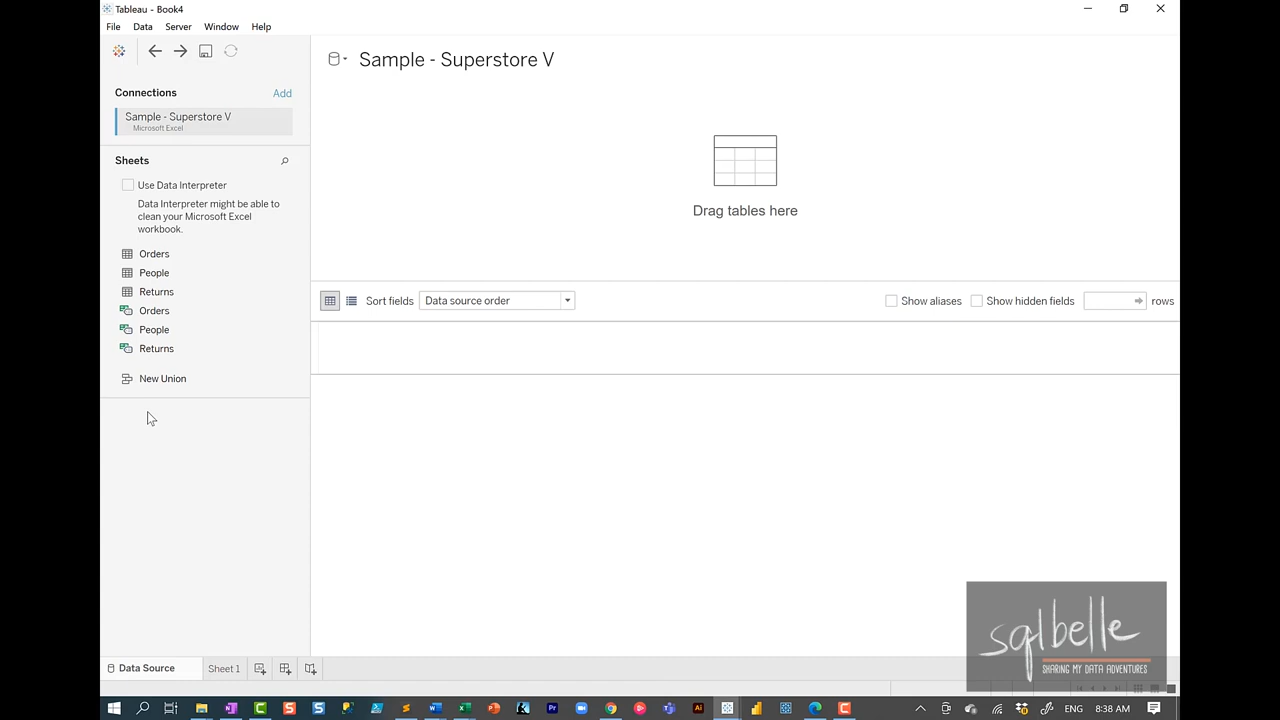 Tableau - Book4
File Data Server Window Help
Connections Add
Sample - Superstore V
Microsoft Excel
Sheets
Use Data Interpreter
Data Interpreter might be able to
clean your Microsoft Excel
workbook.
Orders
People
Returns
Orders
People
Returns
New Union
Sample - Superstore V
Drag tables here
Sort fields Data source order Show aliases Show hidden fields rows
sqlbelle
SHARING MY DATA ADVENTURES
Data Source Sheet 1
ENG 8:38 AM